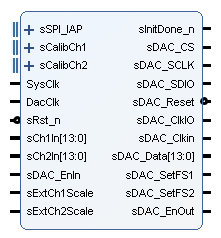 sSPI_IAP
sCalibCh1
sCalibCh2
SysClk
DacClk
sRst_n
sCh1In[13:0]
sCh2In[13:0]
sDAC_EnIn
sExtCh1Scale
sExtCh2Scale
sInitDone_n
sDAC_CS
sDAC_SCLK
sDAC_SDIO
sDAC_Reset
sDAC_ClkIO
sDAC_Clkin
sDAC_Data[13:0]
sDAC_SetFS1
sDAC_SetFS2
sDAC_EnOut